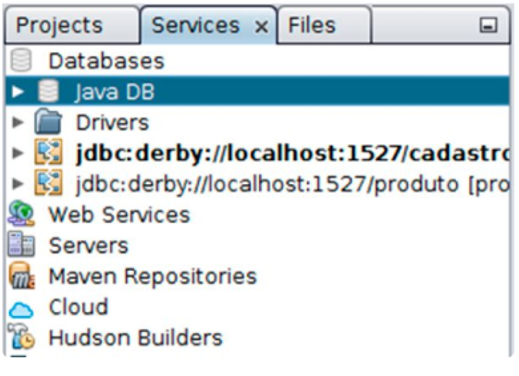 Projects Services x Files
Databases
Java DB
Drivers
jdbc:derby://localhost:1527/cadastro
jdbc:derby://localhost:1527/produto [pro
Web Services
Servers
Maven Repositories
Cloud
Hudson Builders